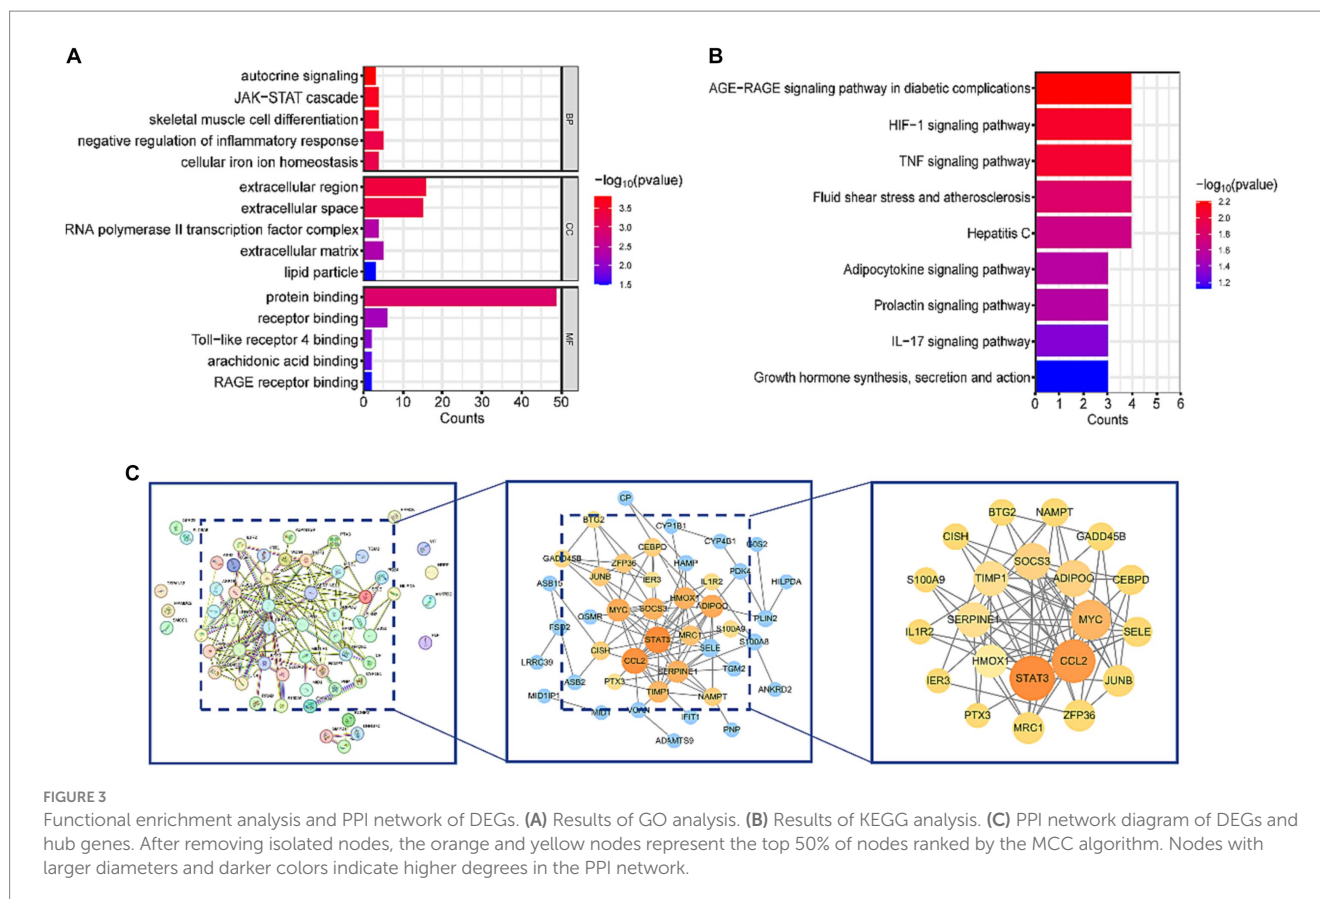 A
autocrine signaling
JAK−STAT cascade
skeletal muscle cell differentiation
negative regulation of inflammatory response
cellular iron ion homeostasis
BP
extracellular region
extracellular space
RNA polymerase II transcription factor complex
extracellular matrix
lipid particle
CC
protein binding
receptor binding
Toll−like receptor 4 binding
arachidonic acid binding
RAGE receptor binding
MF
0 10 20 30 40 50
Counts
−log10(pvalue)
3.5
3.0
2.5
2.0
1.5
B
AGE−RAGE signaling pathway in diabetic complications
HIF−1 signaling pathway
TNF signaling pathway
Fluid shear stress and atherosclerosis
Hepatitis C
Adipocytokine signaling pathway
Prolactin signaling pathway
IL−17 signaling pathway
Growth hormone synthesis, secretion and action
0 1 2 3 4 5 6
Counts
−log10(pvalue)
2.2
2.0
1.8
1.6
1.4
1.2
C
CP
BTG2
CYP1B1
CYP4B1
G0S2
CEBPD
GADD45B
ZFP36
HAMP
PDK4
ASB15
JUNB
IER3
IL1R2
HILPDA
HMOX1
MYC
SOCS3
ADIPOQ
OSMR
PLIN2
FSD2
S100A9
STAT3
MRC1
S100A8
CISH
SELE
LRRC39
CCL2
SERPINE1
TGM2
ASB2
PTX3
ANKRD2
MID1IP1
TIMP1
NAMPT
MID1
VCAN
IFIT1
PNP
ADAMTS9
BTG2
NAMPT
CISH
GADD45B
SOCS3
S100A9
TIMP1
ADIPOQ
CEBPD
SERPINE1
MYC
IL1R2
SELE
HMOX1
CCL2
IER3
STAT3
JUNB
PTX3
ZFP36
MRC1
FIGURE 3
Functional enrichment analysis and PPI network of DEGs. (A) Results of GO analysis. (B) Results of KEGG analysis. (C) PPI network diagram of DEGs and
hub genes. After removing isolated nodes, the orange and yellow nodes represent the top 50% of nodes ranked by the MCC algorithm. Nodes with
larger diameters and darker colors indicate higher degrees in the PPI network.